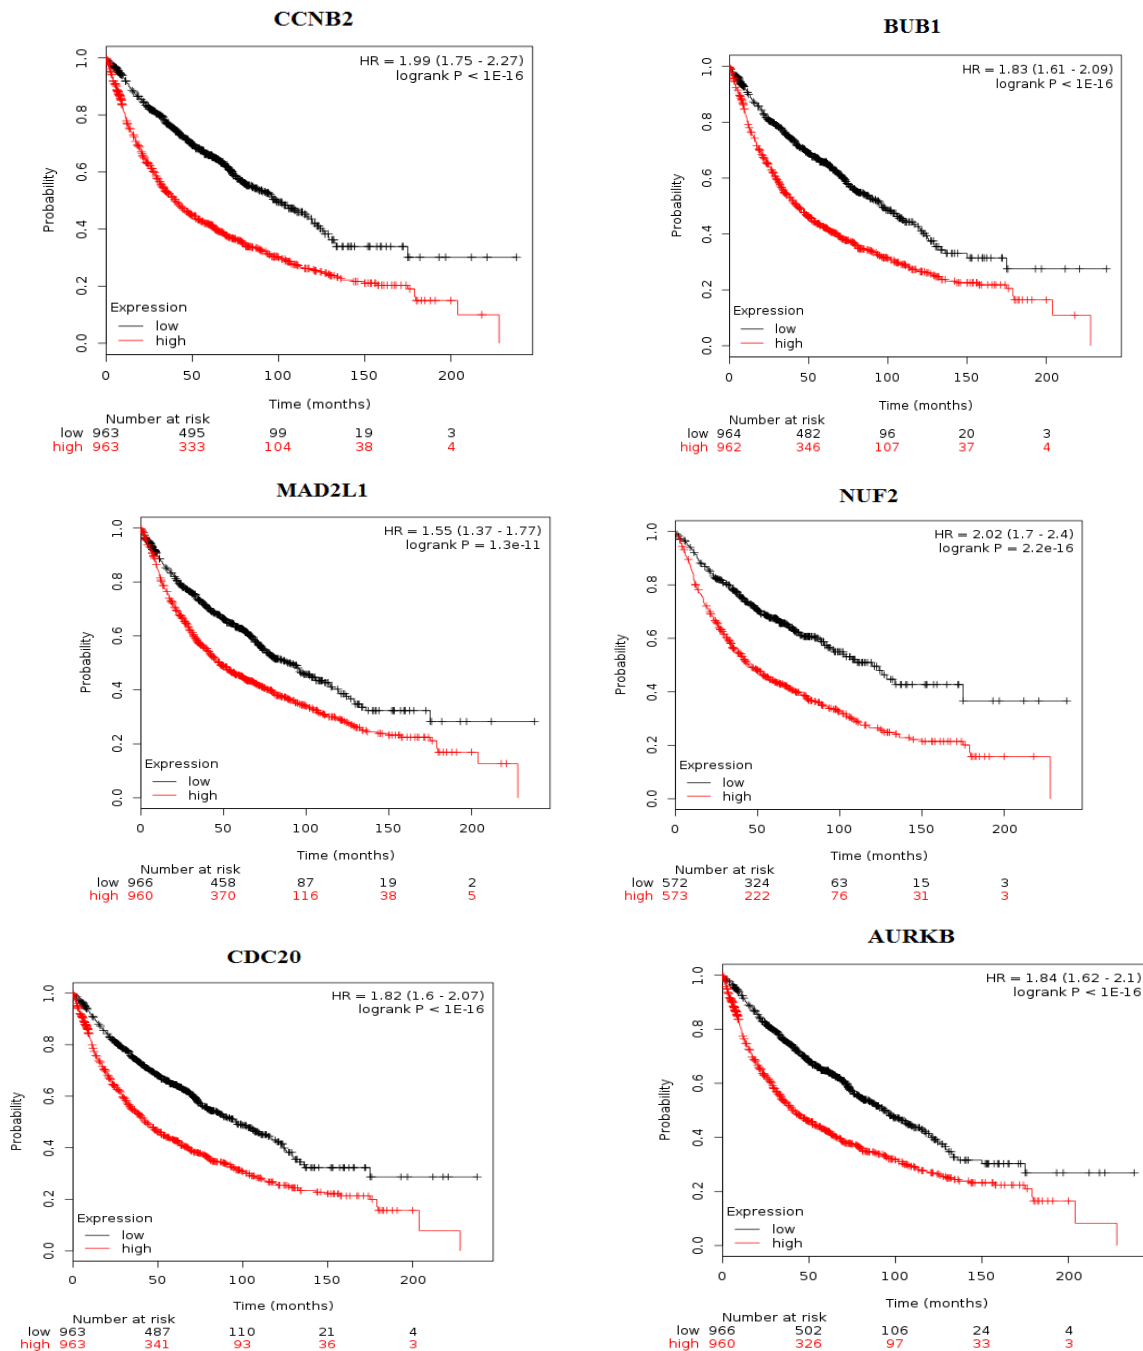 CCNB2
HR = 1.99 (1.75 - 2.27)
logrank P < 1E-16
Probability
0.0 0.2 0.4 0.6 0.8 1.0
Expression
low
high
0 50 100 150 200
Time (months)
Number at risk
low 963 495 99 19 3
high 963 333 104 38 4
BUB1
HR = 1.83 (1.61 - 2.09)
logrank P < 1E-16
Probability
0.0 0.2 0.4 0.6 0.8 1.0
Expression
low
high
0 50 100 150 200
Time (months)
Number at risk
low 964 482 96 20 3
high 962 346 107 37 4
MAD2L1
HR = 1.55 (1.37 - 1.77)
logrank P = 1.3e-11
Probability
0.0 0.2 0.4 0.6 0.8 1.0
Expression
low
high
0 50 100 150 200
Time (months)
Number at risk
low 966 458 87 19 2
high 960 370 116 38 5
NUF2
HR = 2.02 (1.7 - 2.4)
logrank P = 2.2e-16
Probability
0.0 0.2 0.4 0.6 0.8 1.0
Expression
low
high
0 50 100 150 200
Time (months)
Number at risk
low 572 324 63 15 3
high 573 222 76 31 3
CDC20
HR = 1.82 (1.6 - 2.07)
logrank P < 1E-16
Probability
0.0 0.2 0.4 0.6 0.8 1.0
Expression
low
high
0 50 100 150 200
Time (months)
Number at risk
low 963 487 110 21 4
high 963 341 93 36 3
AURKB
HR = 1.84 (1.62 - 2.1)
logrank P < 1E-16
Probability
0.0 0.2 0.4 0.6 0.8 1.0
Expression
low
high
0 50 100 150 200
Time (months)
Number at risk
low 966 502 106 24 4
high 960 326 97 33 3